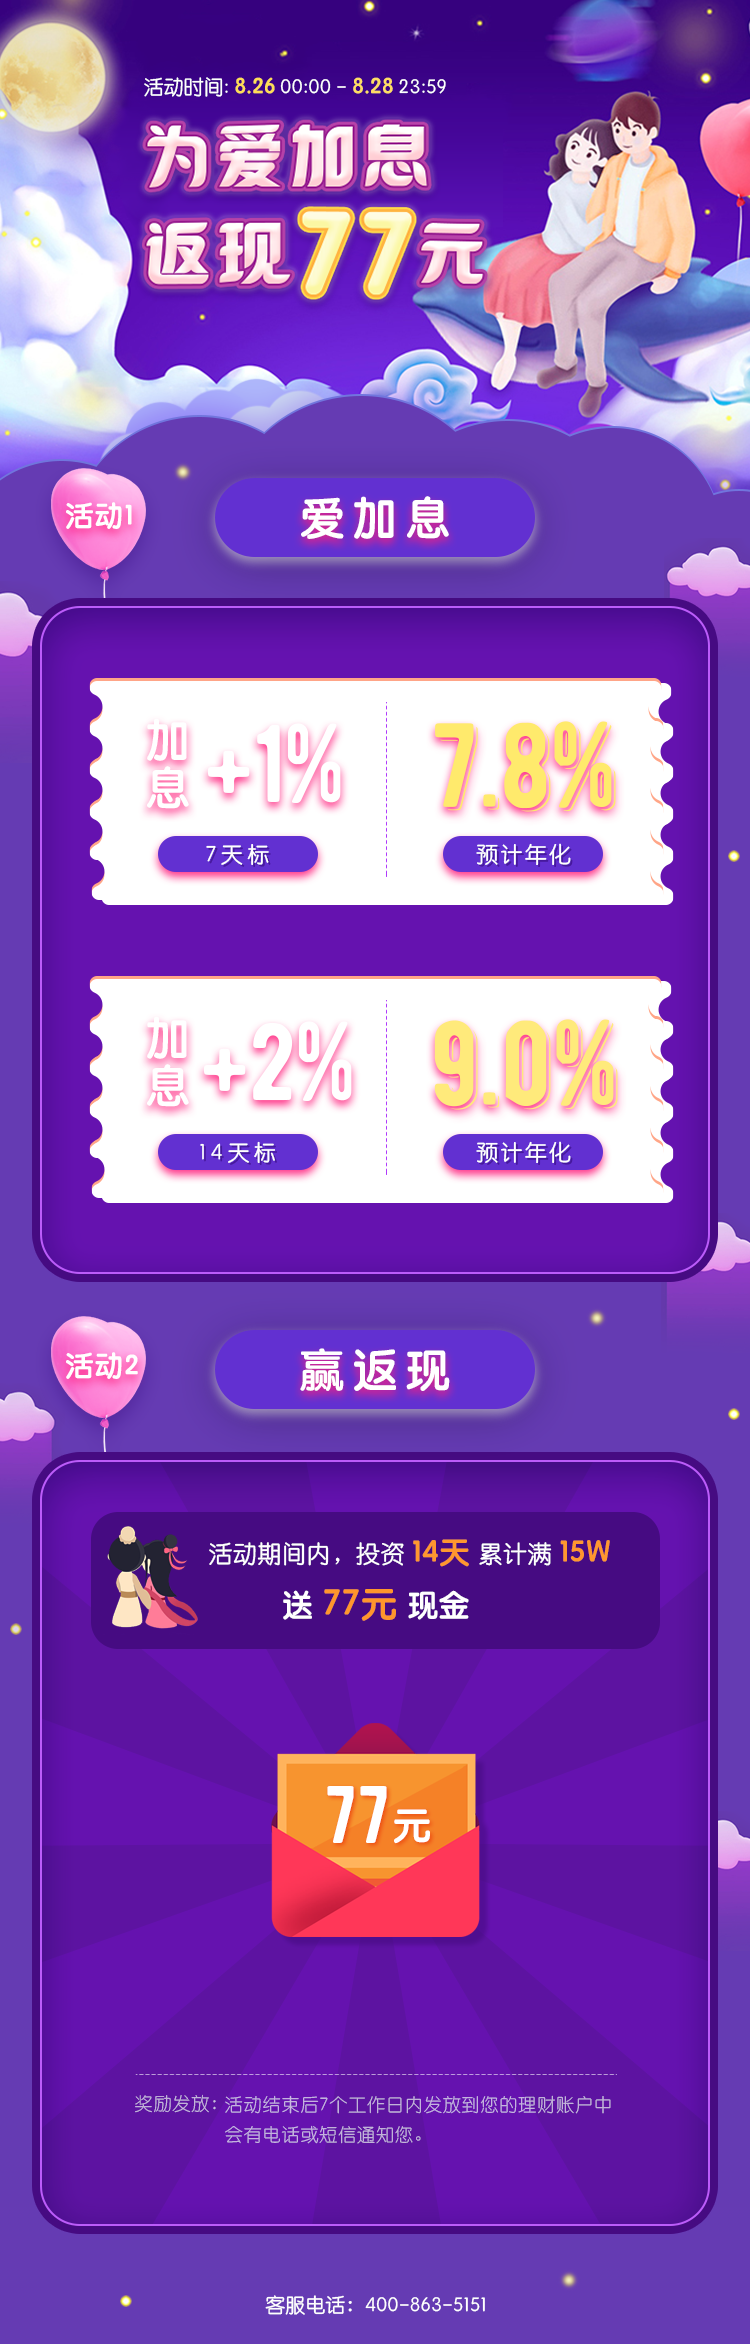 活动时间: 8.26 00:00 - 8.28 23:59
为爱加息
返现77元
活动1
爱加息
加息 +1%
7.8%
7天标
预计年化
加息 +2%
9.0%
14天标
预计年化
活动2
赢返现
活动期间内，投资 14天 累计满 15W
送 77元 现金
77元
奖励发放：活动结束后7个工作日内发放到您的理财账户中
会有电话或短信通知您。
客服电话：400-863-5151